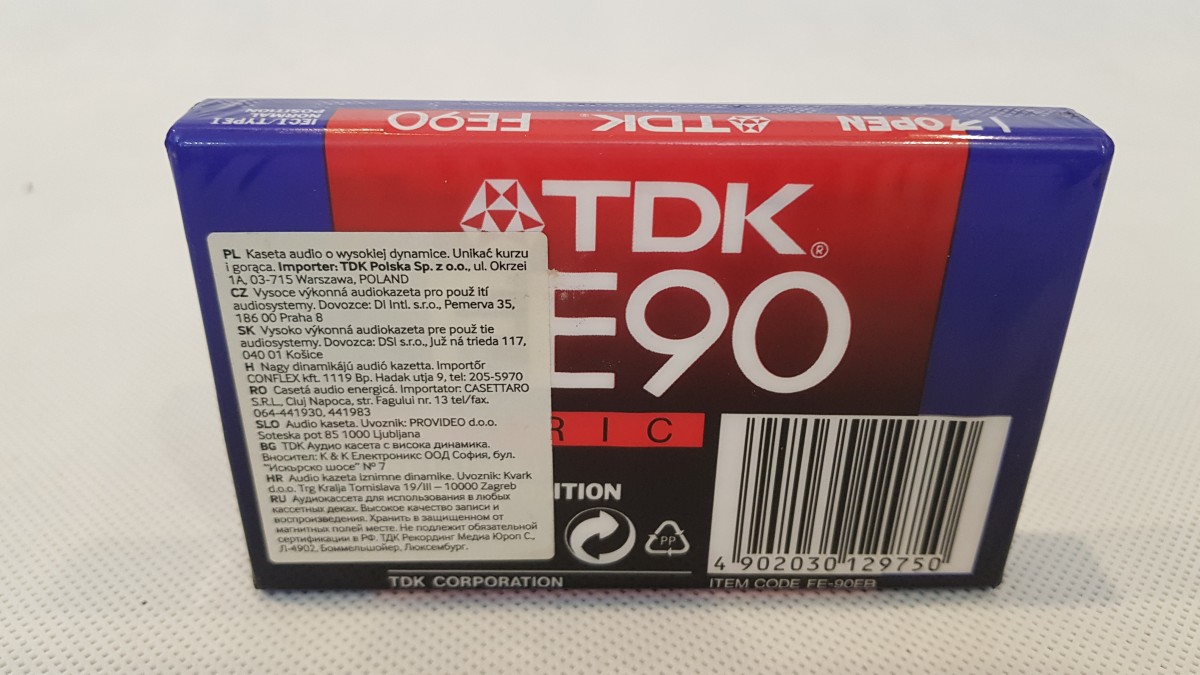 IEC I / TYPE I
NORMAL
POSITION
FE90
TDK®
OPEN
TDK®
E90
RIC
ITION
PP
4 902030 129750
TDK CORPORATION
ITEM CODE FE-90EB
PL Kaseta audio o wysokiej dynamice. Unikać kurzu
i gorąca. Importer: TDK Polska Sp. z o.o., ul. Okrzei
1A, 03-715 Warszawa, POLAND
CZ Vysoce výkonná audiokazeta pro použ ití
audiosystemy. Dovozce: DI Intl. s.r.o., Pernerva 35,
186 00 Praha 8
SK Vysoko výkonná audiokazeta pre použ tie
audiosystemy. Dovozca: DSI s.r.o., Juž ná trieda 117,
040 01 Košice
H Nagy dinamikájú audió kazetta. Importőr
CONFLEX kft. 1119 Bp. Hadak utja 9, tel: 205-5970
RO Casetă audio energică. Importator: CASETTARO
S.R.L., Cluj Napoca, str. Fagului nr. 13 tel/fax.
064-441930, 441983
SLO Audio kaseta. Uvoznik: PROVIDEO d.o.o.
Soteska pot 85 1000 Ljubljana
BG TDK Аудио касета с висока динамика.
Вносител: К & К Електроникс ООД София, бул.
"Искърско шосе" № 7
HR Audio kazeta iznimne dinamike. Uvoznik: Kvark
d.o.o. Trg Kralja Tomislava 19/III – 10000 Zagreb
RU Аудиокассета для использования в любых
кассетных деках. Высокое качество записи и
воспроизведения. Хранить в защищенном от
магнитных полей месте. Не подлежит обязательной
сертификации в РФ. ТДК Рекординг Медиа Юроп С.,
Л-4902, Боммельшойер, Люксембург.